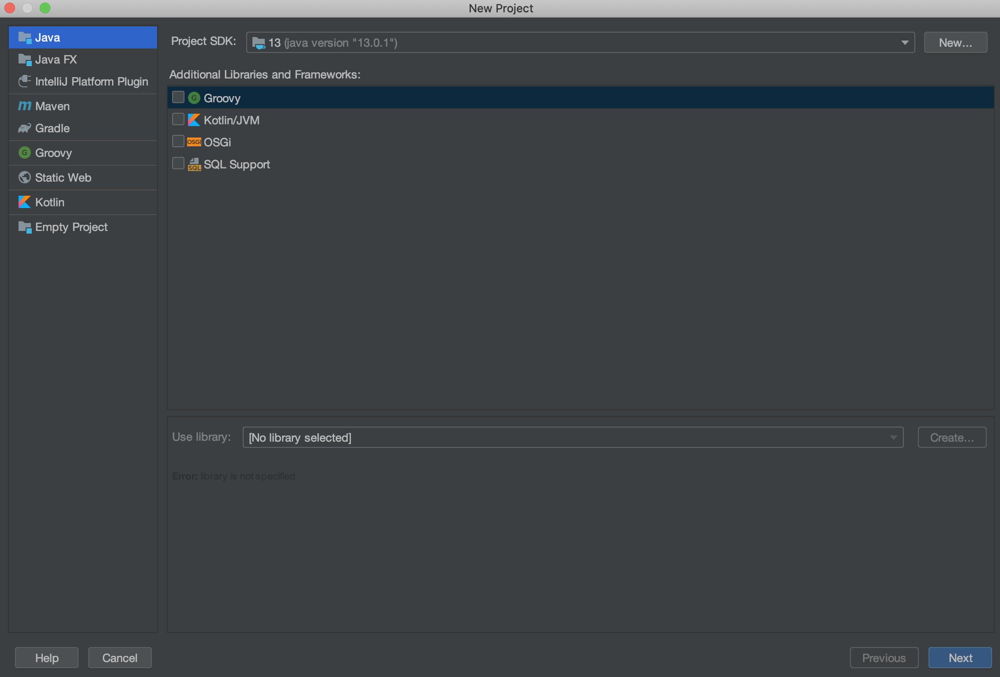 New Project
Java
Java FX
IntelliJ Platform Plugin
m Maven
Gradle
G Groovy
Static Web
Kotlin
Empty Project
Project SDK: 13 (java version "13.0.1") New...
Additional Libraries and Frameworks:
G Groovy
Kotlin/JVM
OSGi OSGi
SQL SQL Support
Use library: [No library selected] Create...
Error: library is not specified
Help Cancel Previous Next